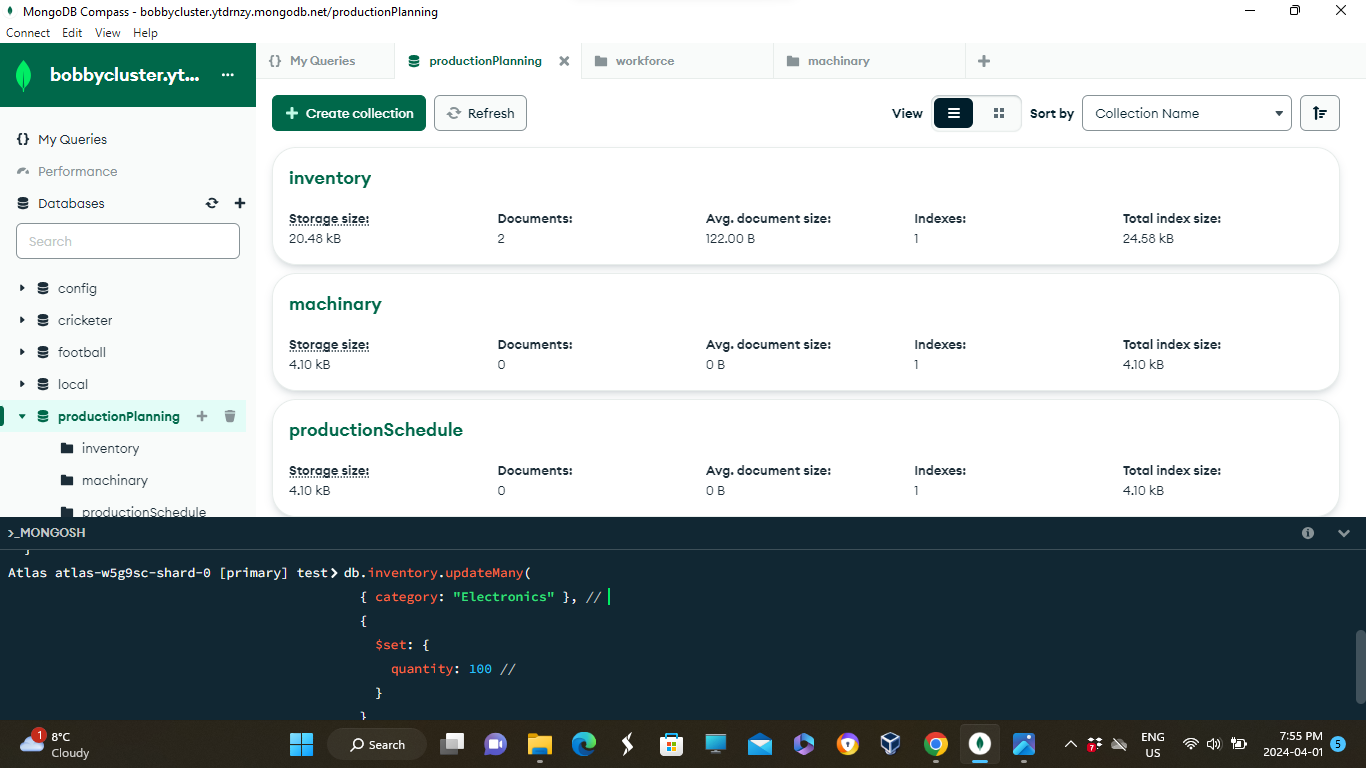 MongoDB Compass - bobbycluster.ytdrnzy.mongodb.net/productionPlanning
Connect Edit View Help
bobbycluster.yt... ...
{} My Queries
productionPlanning
workforce
machinary
+ Create collection
Refresh
View
Sort by
Collection Name
{} My Queries
Performance
Databases
Search
config
cricketer
football
local
productionPlanning
inventory
machinary
productionSchedule
inventory
Storage size: Documents: Avg. document size: Indexes: Total index size:
20.48 kB 2 122.00 B 1 24.58 kB
machinary
Storage size: Documents: Avg. document size: Indexes: Total index size:
4.10 kB 0 0 B 1 4.10 kB
productionSchedule
Storage size: Documents: Avg. document size: Indexes: Total index size:
4.10 kB 0 0 B 1 4.10 kB
>_MONGOSH
}
Atlas atlas-w5g9sc-shard-0 [primary] test> db.inventory.updateMany(
{ category: "Electronics" }, //
{
$set: {
quantity: 100 //
}
}
1
8°C
Cloudy
Search
7
ENG
US
7:55 PM
2024-04-01
5